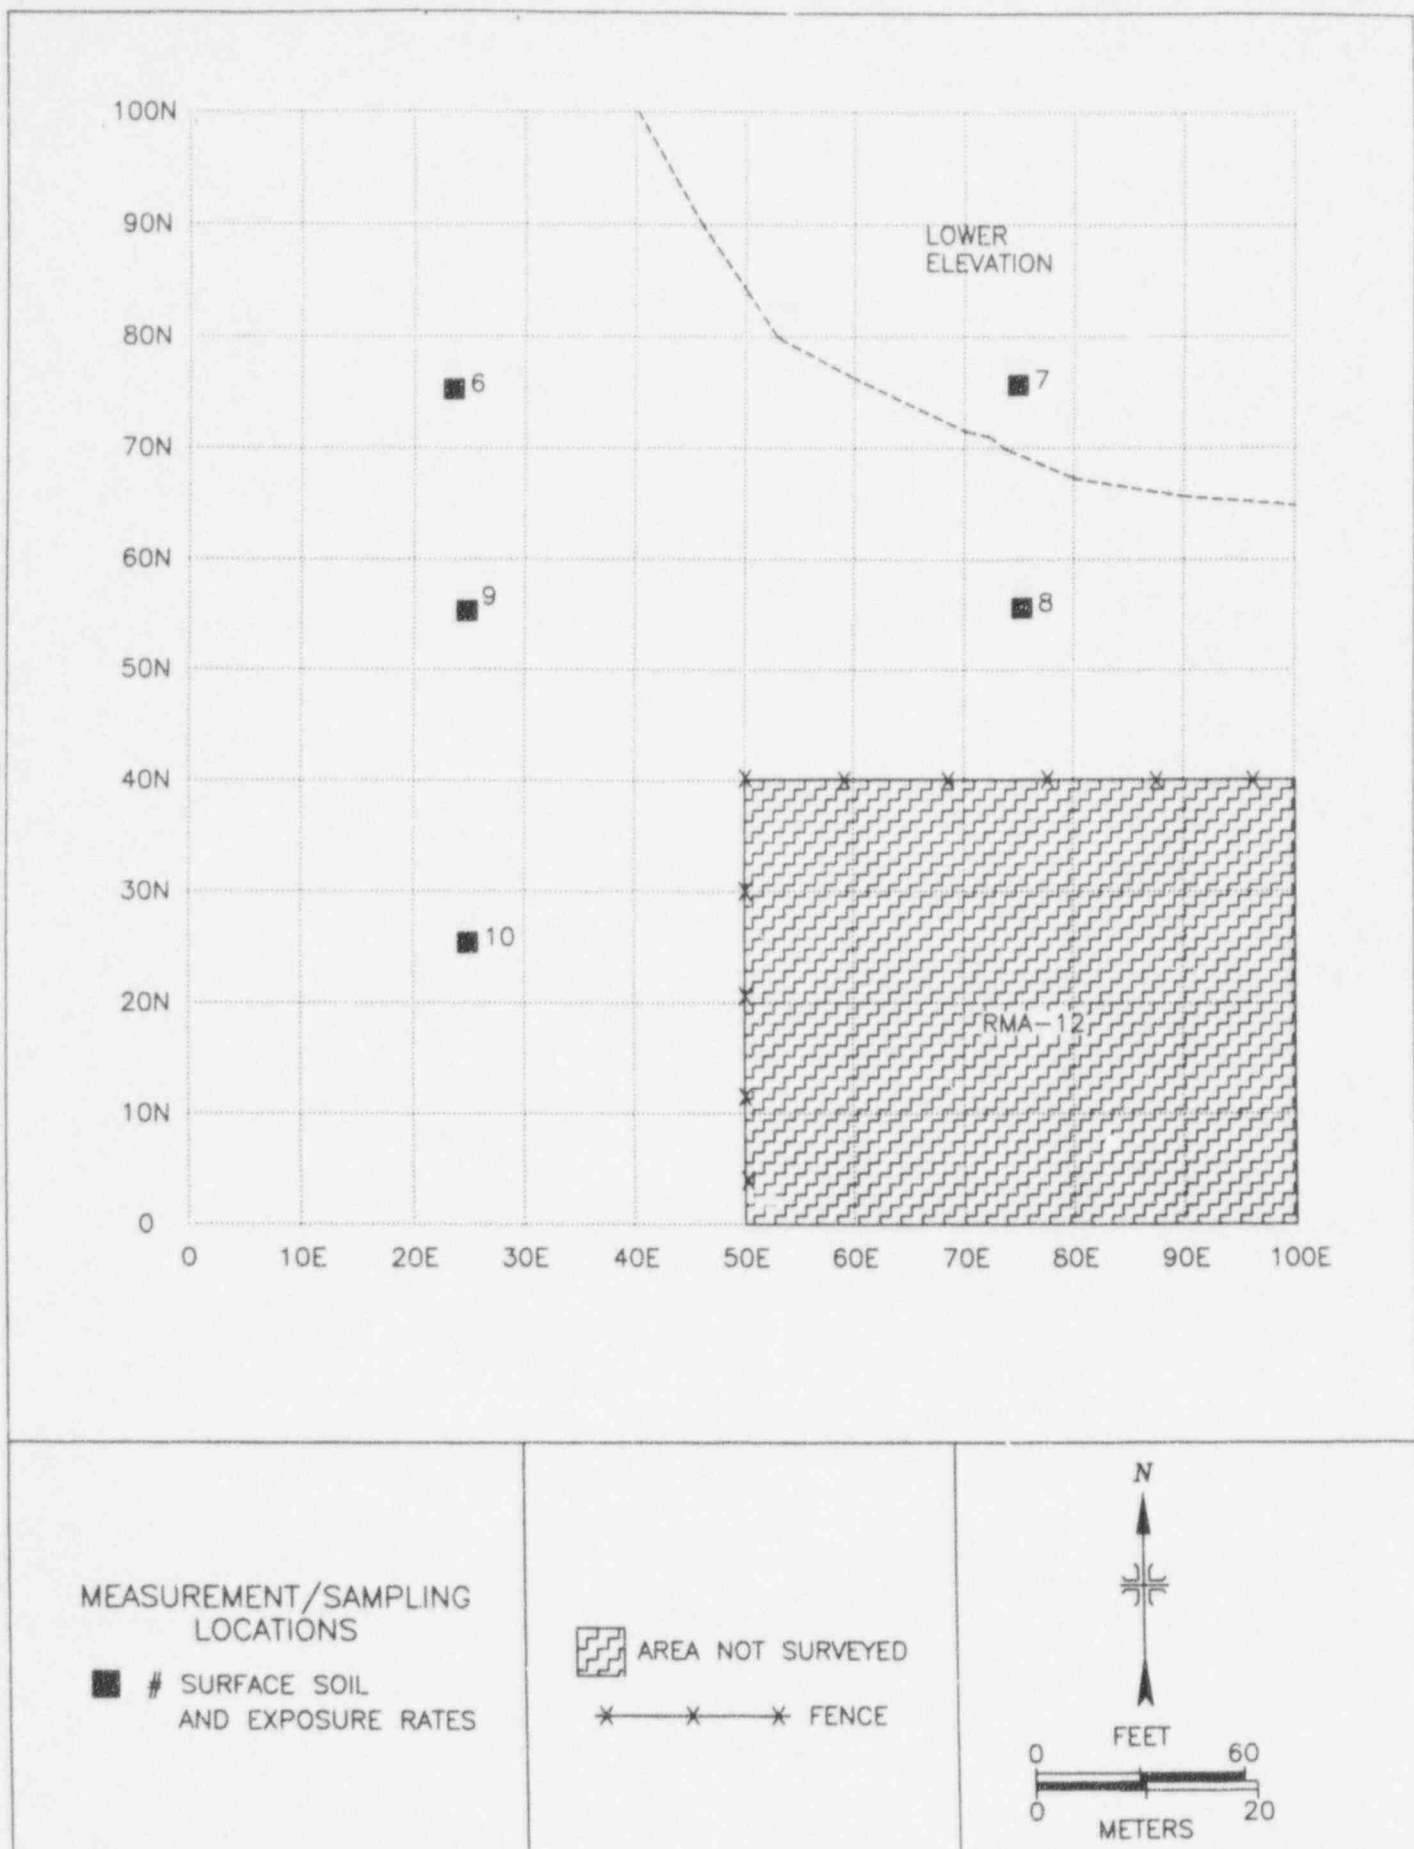 100N
90N
LOWER
ELEVATION
80N
6
7
70N
60N
9
8
50N
40N
30N
10
20N
RMA-12
10N
0
0 10E 20E 30E 40E 50E 60E 70E 80E 90E 100E
MEASUREMENT/SAMPLING
LOCATIONS
# SURFACE SOIL
AND EXPOSURE RATES
AREA NOT SURVEYED
FENCE
N
FEET
0 60
0 20
METERS